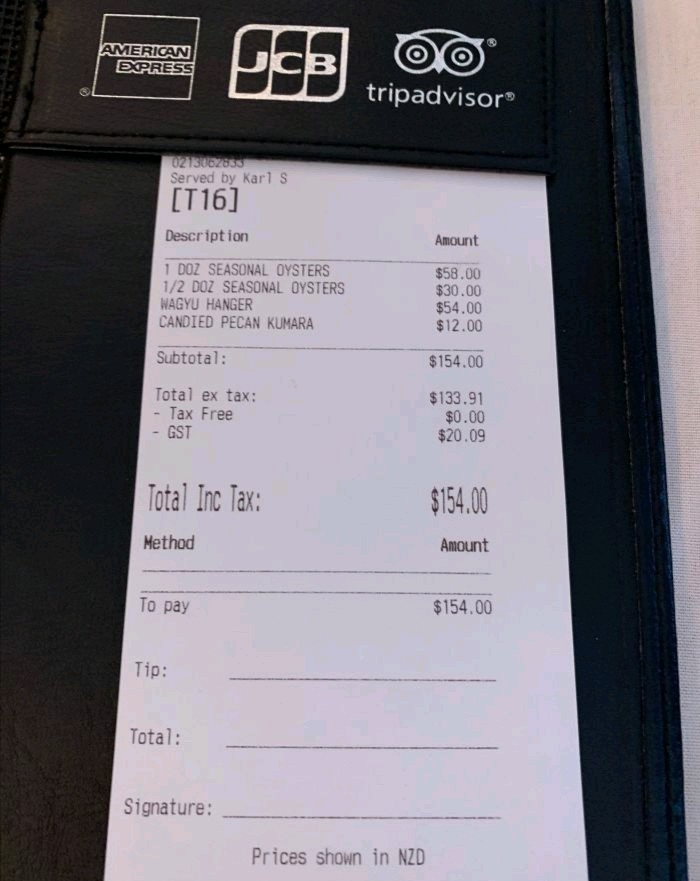 AMERICAN
EXPRESS
®
JCB
®
tripadvisor®
0213062833
Served by Karl S
[T16]
Description Amount
1 DOZ SEASONAL OYSTERS $58.00
1/2 DOZ SEASONAL OYSTERS $30.00
WAGYU HANGER $54.00
CANDIED PECAN KUMARA $12.00
Subtotal: $154.00
Total ex tax: $133.91
- Tax Free $0.00
- GST $20.09
Total Inc Tax: $154.00
Method Amount
To pay $154.00
Tip:
Total:
Signature:
Prices shown in NZD